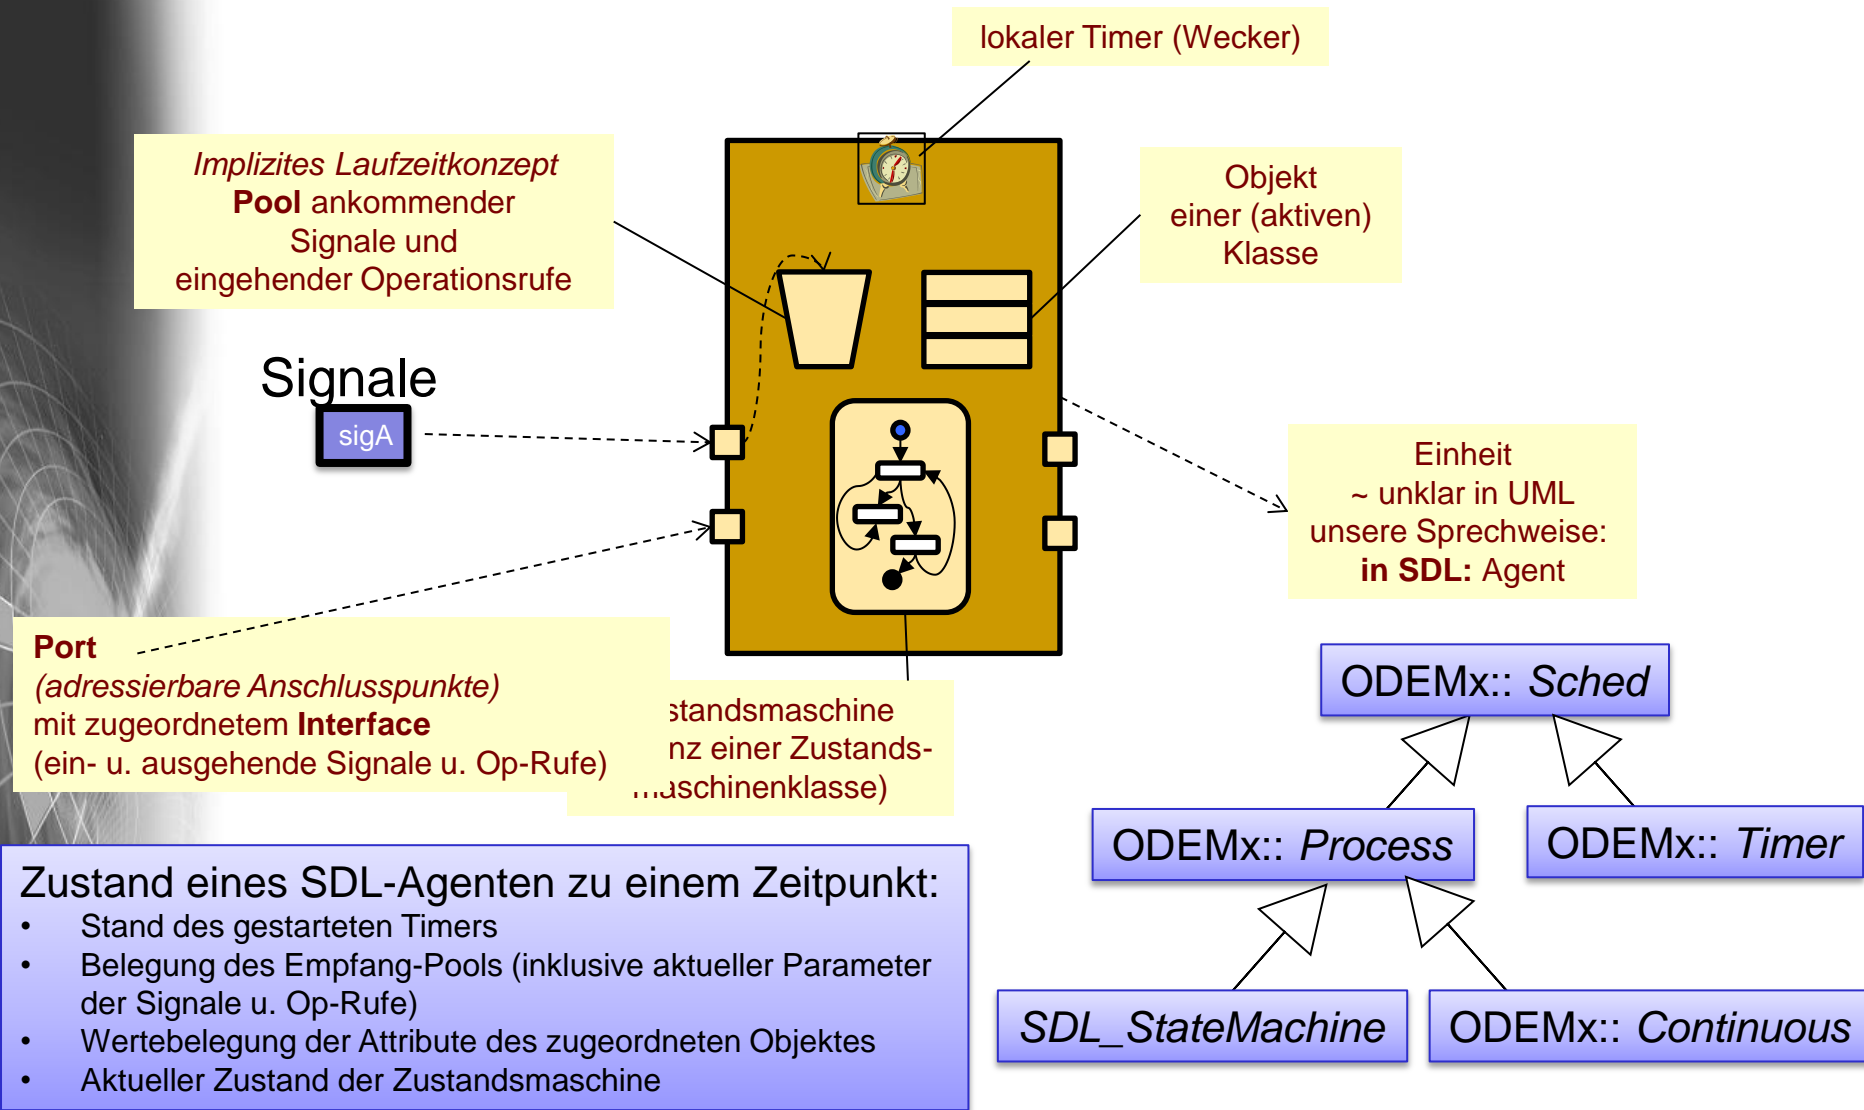 lokaler Timer (Wecker)
Implizites Laufzeitkonzept
Pool ankommender
Signale und
eingehender Operationsrufe
Objekt
einer (aktiven)
Klasse
Signale
sigA
Einheit
~ unklar in UML
unsere Sprechweise:
in SDL: Agent
Port
(adressierbare Anschlusspunkte)
mit zugeordnetem Interface
(ein- u. ausgehende Signale u. Op-Rufe)
standsmaschine
nz einer Zustands-
maschinenklasse)
ODEMx:: Sched
ODEMx:: Process
ODEMx:: Timer
SDL_StateMachine
ODEMx:: Continuous
Zustand eines SDL-Agenten zu einem Zeitpunkt:
• Stand des gestarteten Timers
• Belegung des Empfang-Pools (inklusive aktueller Parameter
der Signale u. Op-Rufe)
• Wertebelegung der Attribute des zugeordneten Objektes
• Aktueller Zustand der Zustandsmaschine